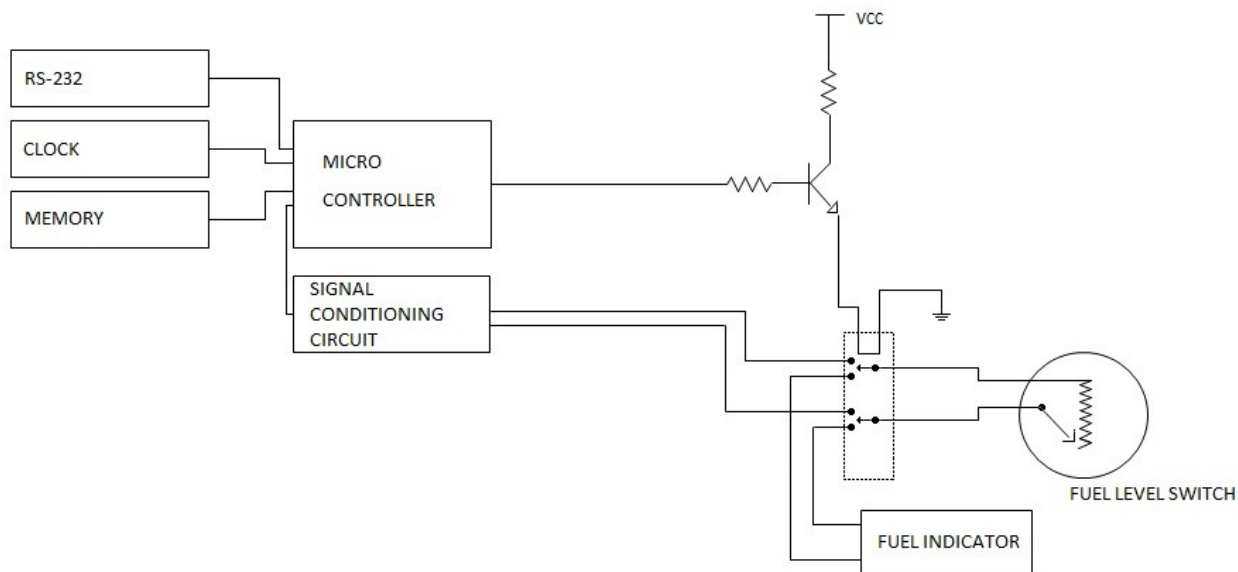 VCC
RS-232
CLOCK
MEMORY
MICRO
CONTROLLER
SIGNAL
CONDITIONING
CIRCUIT
FUEL LEVEL SWITCH
FUEL INDICATOR